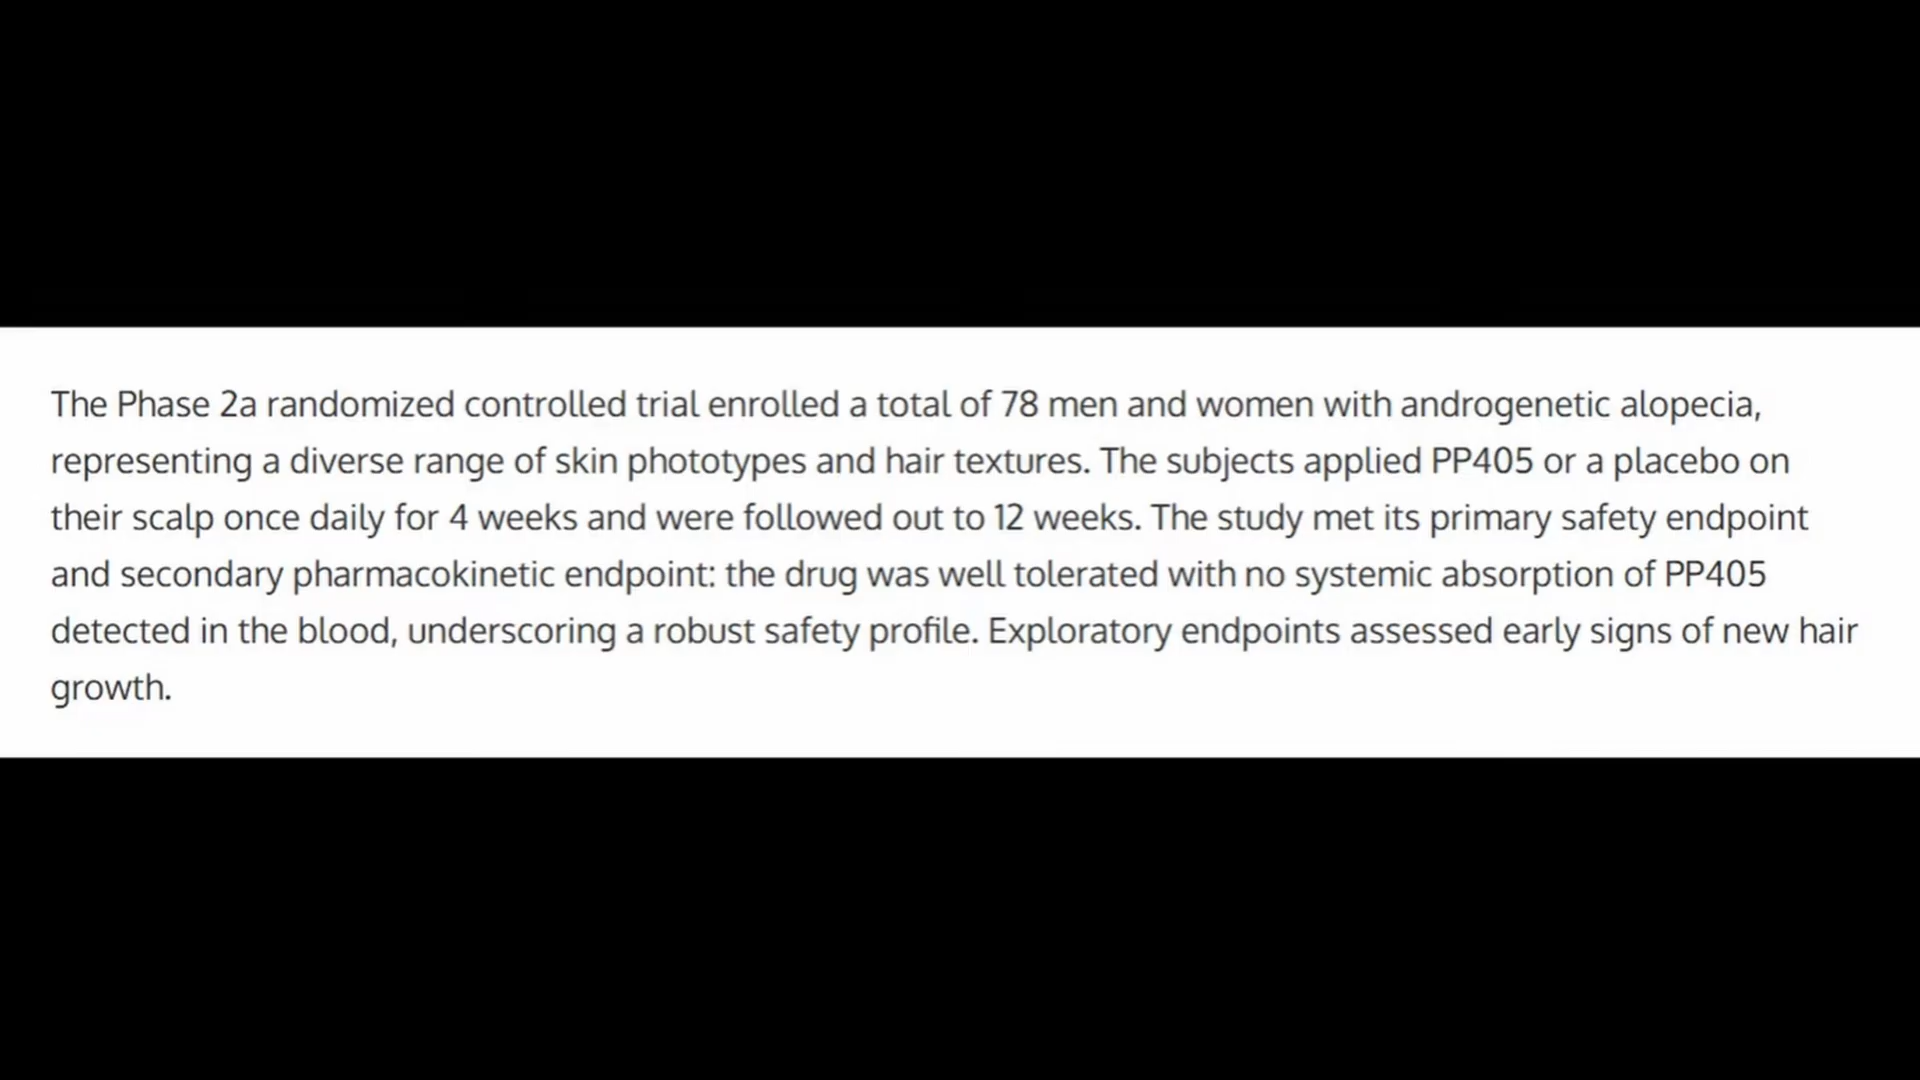 The Phase 2a randomized controlled trial enrolled a total of 78 men and women with androgenetic alopecia,
representing a diverse range of skin phototypes and hair textures. The subjects applied PP405 or a placebo on
their scalp once daily for 4 weeks and were followed out to 12 weeks. The study met its primary safety endpoint
and secondary pharmacokinetic endpoint: the drug was well tolerated with no systemic absorption of PP405
detected in the blood, underscoring a robust safety profile. Exploratory endpoints assessed early signs of new hair
growth.